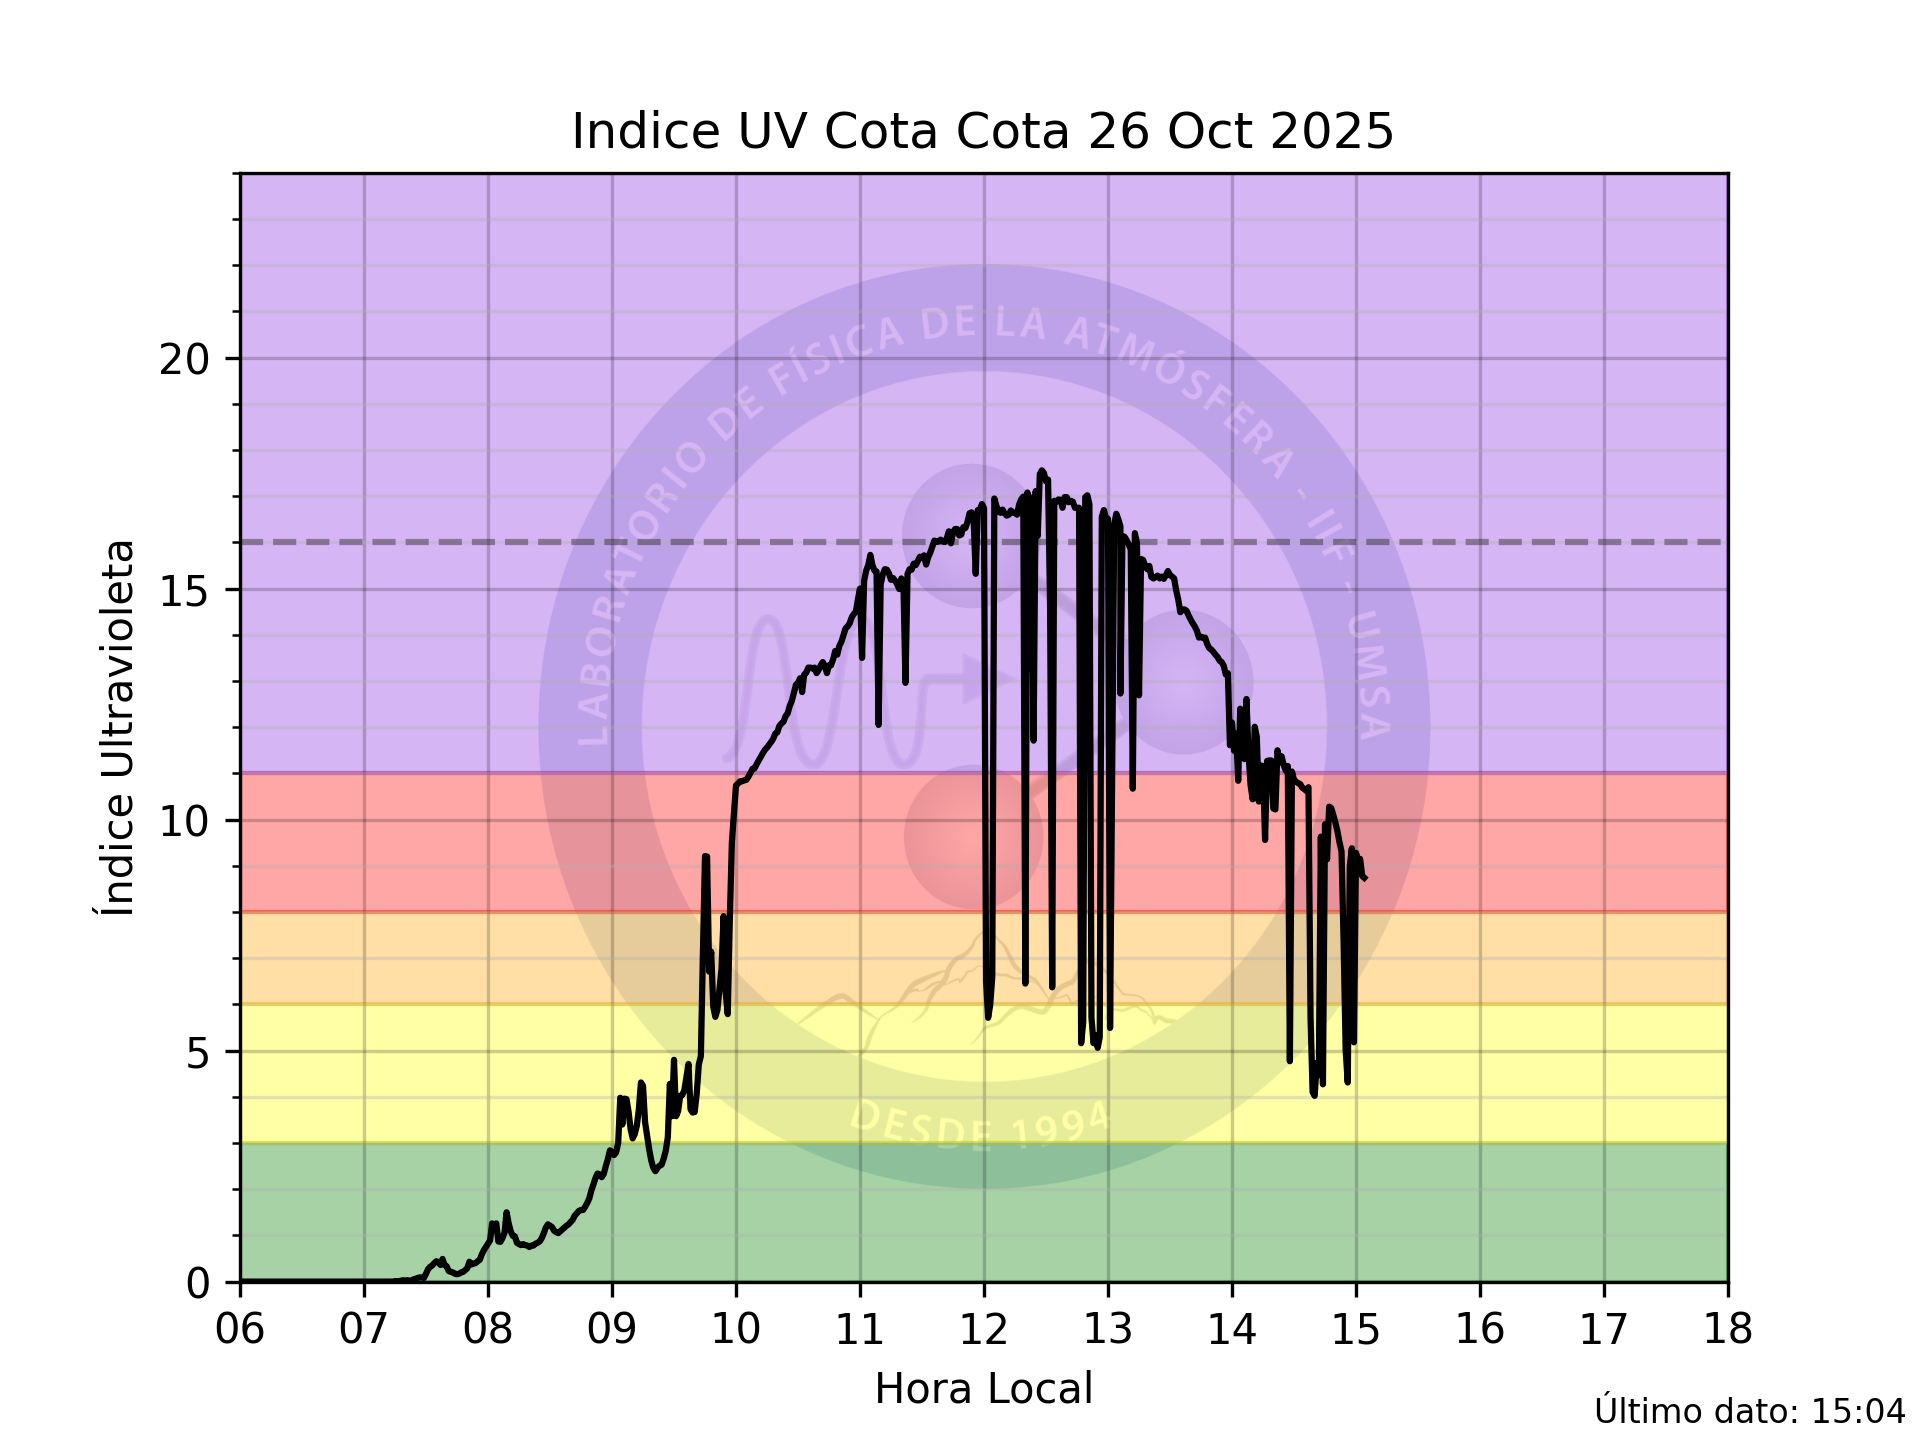 Indice UV Cota Cota 26 Oct 2025
Índice Ultravioleta
20
15
10
5
0
LABORATORIO DE FÍSICA DE LA ATMÓSFERA - IIF - UMSA
DESDE 1994
06 07 08 09 10 11 12 13 14 15 16 17 18
Hora Local
Último dato: 15:04